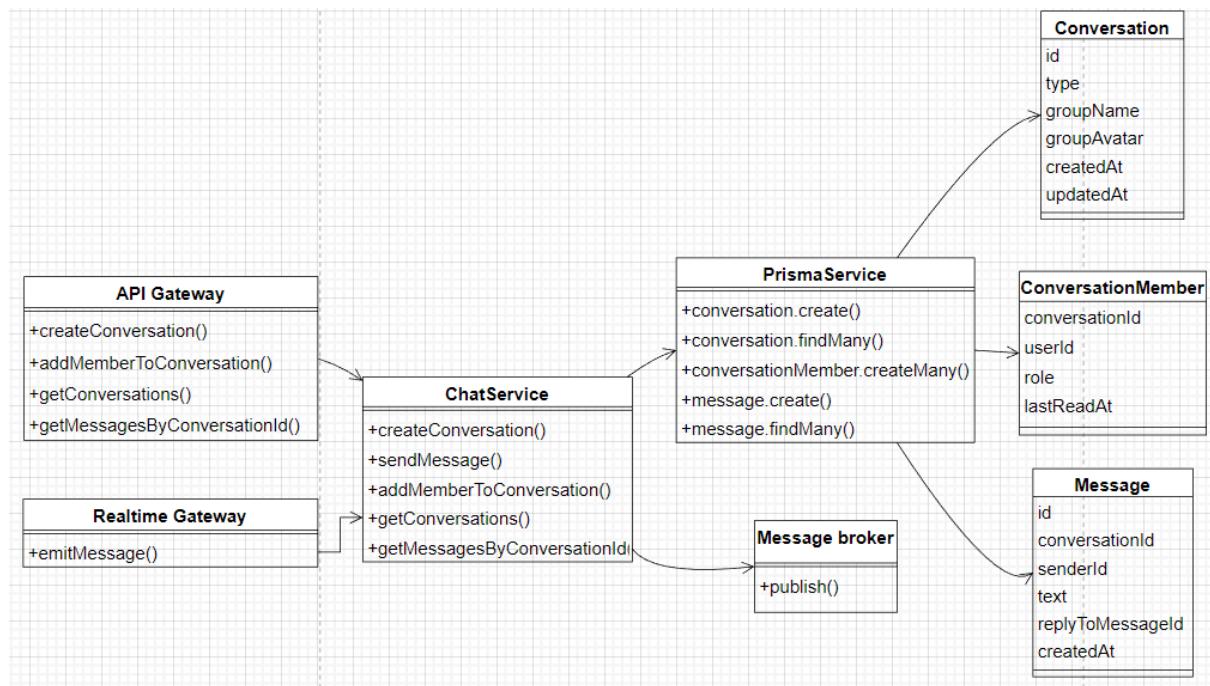 Conversation
id
type
groupName
groupAvatar
createdAt
updatedAt
API Gateway
+createConversation()
+addMemberToConversation()
+getConversations()
+getMessagesByConversationId()
Realtime Gateway
+emitMessage()
ChatService
+createConversation()
+sendMessage()
+addMemberToConversation()
+getConversations()
+getMessagesByConversationId(
PrismaService
+conversation.create()
+conversation.findMany()
+conversationMember.createMany()
+message.create()
+message.findMany()
Message broker
+publish()
ConversationMember
conversationId
userId
role
lastReadAt
Message
id
conversationId
senderId
text
replyToMessageId
createdAt